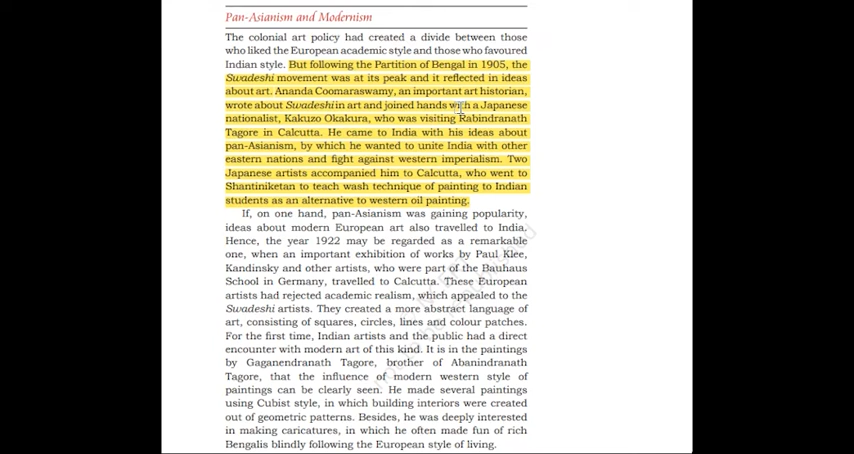 Pan-Asianism and Modernism
The colonial art policy had created a divide between those
who liked the European academic style and those who favoured
Indian style. But following the Partition of Bengal in 1905, the
Swadeshi movement was at its peak and it reflected in ideas
about art. Ananda Coomaraswamy, an important art historian,
wrote about Swadeshi in art and joined hands with a Japanese
nationalist, Kakuzo Okakura, who was visiting Rabindranath
Tagore in Calcutta. He came to India with his ideas about
pan-Asianism, by which he wanted to unite India with other
eastern nations and fight against western imperialism. Two
Japanese artists accompanied him to Calcutta, who went to
Shantiniketan to teach wash technique of painting to Indian
students as an alternative to western oil painting.
If, on one hand, pan-Asianism was gaining popularity,
ideas about modern European art also travelled to India.
Hence, the year 1922 may be regarded as a remarkable
one, when an important exhibition of works by Paul Klee,
Kandinsky and other artists, who were part of the Bauhaus
School in Germany, travelled to Calcutta. These European
artists had rejected academic realism, which appealed to the
Swadeshi artists. They created a more abstract language of
art, consisting of squares, circles, lines and colour patches.
For the first time, Indian artists and the public had a direct
encounter with modern art of this kind. It is in the paintings
by Gaganendranath Tagore, brother of Abanindranath
Tagore, that the influence of modern western style of
paintings can be clearly seen. He made several paintings
using Cubist style, in which building interiors were created
out of geometric patterns. Besides, he was deeply interested
in making caricatures, in which he often made fun of rich
Bengalis blindly following the European style of living.